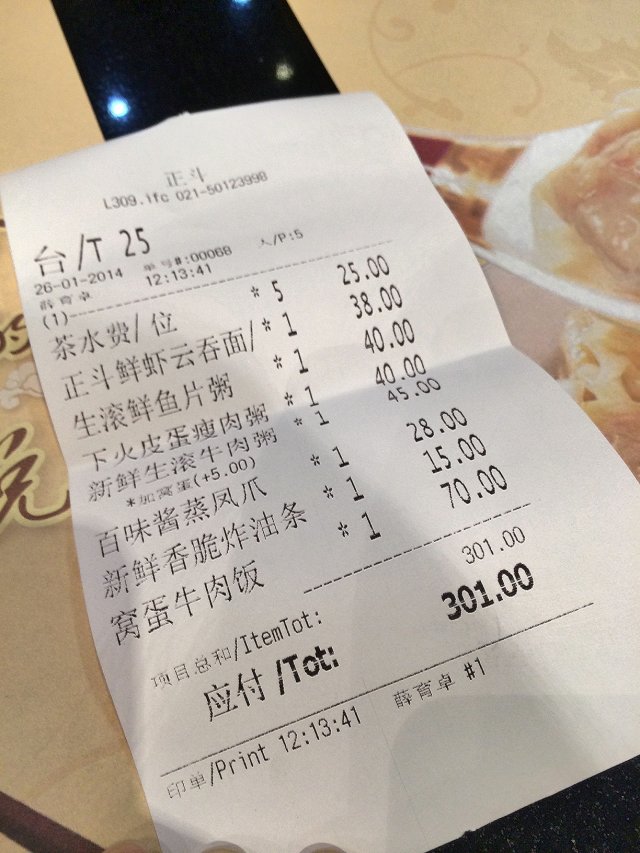 正斗
L309.ifc 021-50123998
台/T 25
26-01-2014 单号#:00068 人/P:5
薛育卓 12:13:41
(1)
茶水费/位 * 5 25.00
正斗鲜虾云吞面/ * 1 38.00
生滚鲜鱼片粥 * 1 40.00
下火皮蛋瘦肉粥 * 1 40.00
新鲜生滚牛肉粥 * 1 45.00
*加窝蛋(+5.00)
百味酱蒸凤爪 * 1 28.00
新鲜香脆炸油条 * 1 15.00
窝蛋牛肉饭 * 1 70.00
项目总和/ItemTot: 301.00
应付/Tot: 301.00
印单/Print 12:13:41 薛育卓 #1